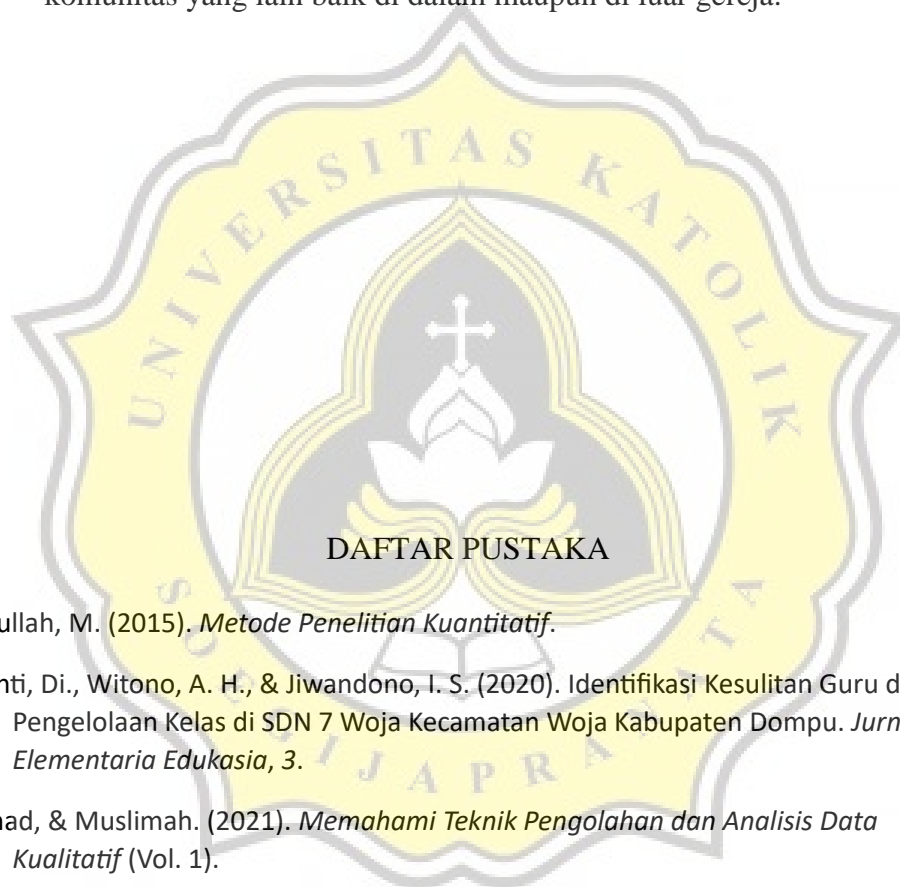 komunitas yang lain baik di dalam maupun di luar gereja.
UNIVERSITAS KATOLIK
SOEGIJAPRANATA
DAFTAR PUSTAKA
ullah, M. (2015). Metode Penelitian Kuantitatif.
nti, Di., Witono, A. H., & Jiwandono, I. S. (2020). Identifikasi Kesulitan Guru d
Pengelolaan Kelas di SDN 7 Woja Kecamatan Woja Kabupaten Dompu. Jurn
Elementaria Edukasia, 3.
ad, & Muslimah. (2021). Memahami Teknik Pengolahan dan Analisis Data
Kualitatif (Vol. 1).